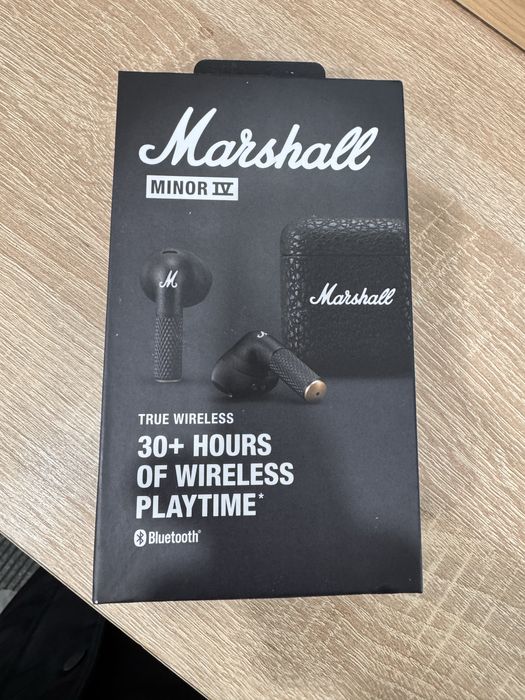 Marshall
MINOR IV
M
Marshall
TRUE WIRELESS
30+ HOURS
OF WIRELESS
PLAYTIME*
Bluetooth®